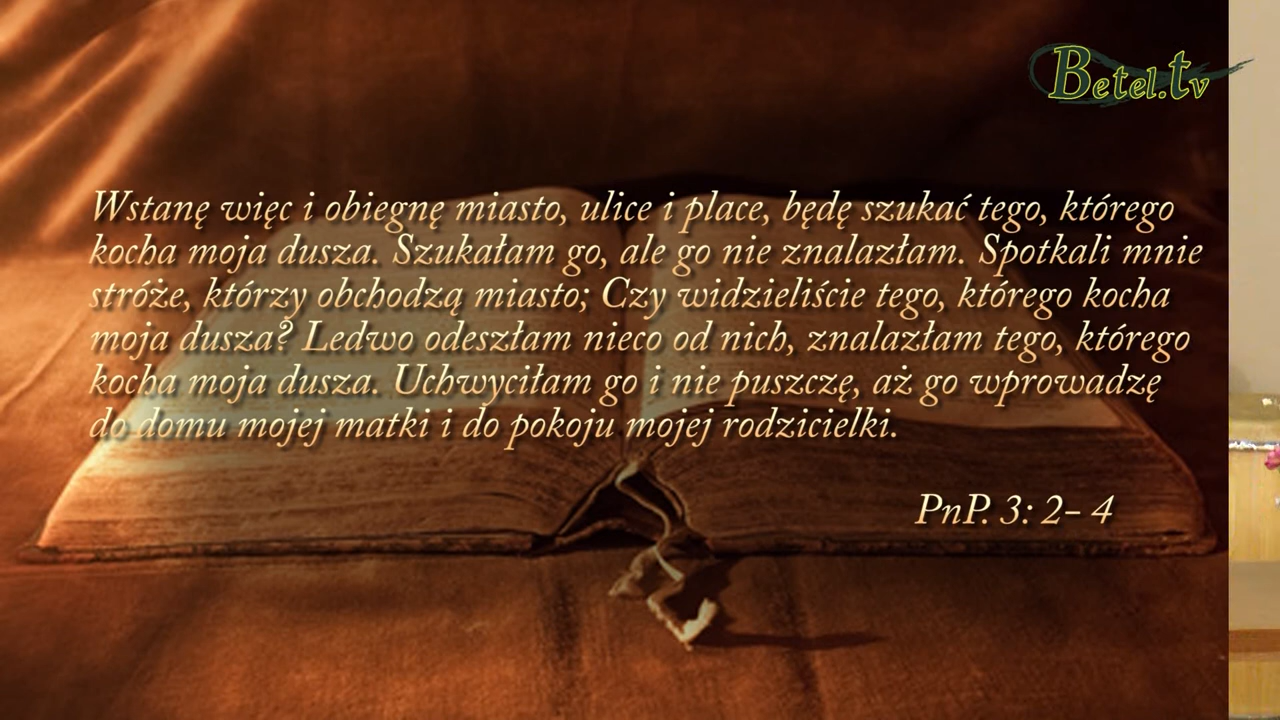 Betel.tv
Wstanę więc i obiegnę miasto, ulice i place, będę szukać tego, którego
kocha moja dusza. Szukałam go, ale go nie znalazłam. Spotkali mnie
stróże, którzy obchodzą miasto; Czy widzieliście tego, którego kocha
moja dusza? Ledwo odeszłam nieco od nich, znalazłam tego, którego
kocha moja dusza. Uchwyciłam go i nie puszczę, aż go wprowadzę
do domu mojej matki i do pokoju mojej rodzicielki.
PnP. 3: 2- 4